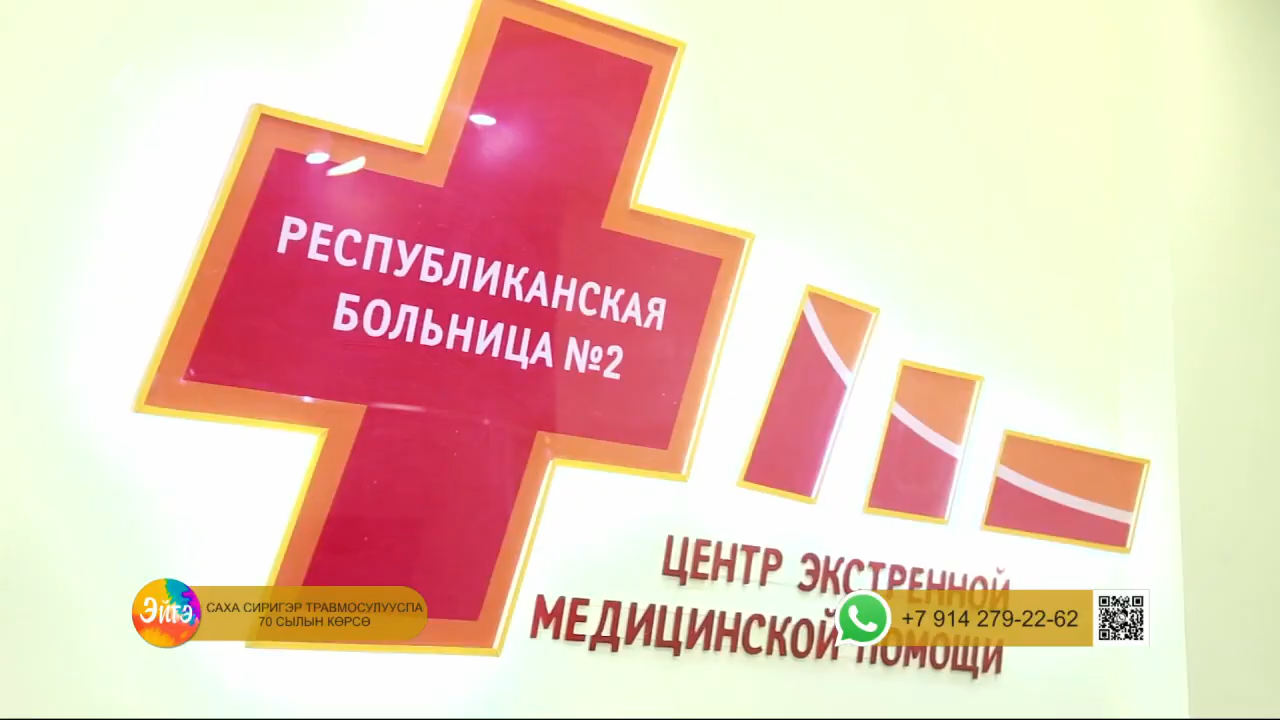 РЕСПУБЛИКАНСКАЯ
БОЛЬНИЦА №2
ЦЕНТР ЭКСТРЕННОЙ
МЕДИЦИНСКОЙ ПОМОЩИ
Эйгэ
САХА СИРИГЭР ТРАВМОСУЛУУСПА
70 СЫЛЫН КӨРСӨ
+7 914 279-22-62